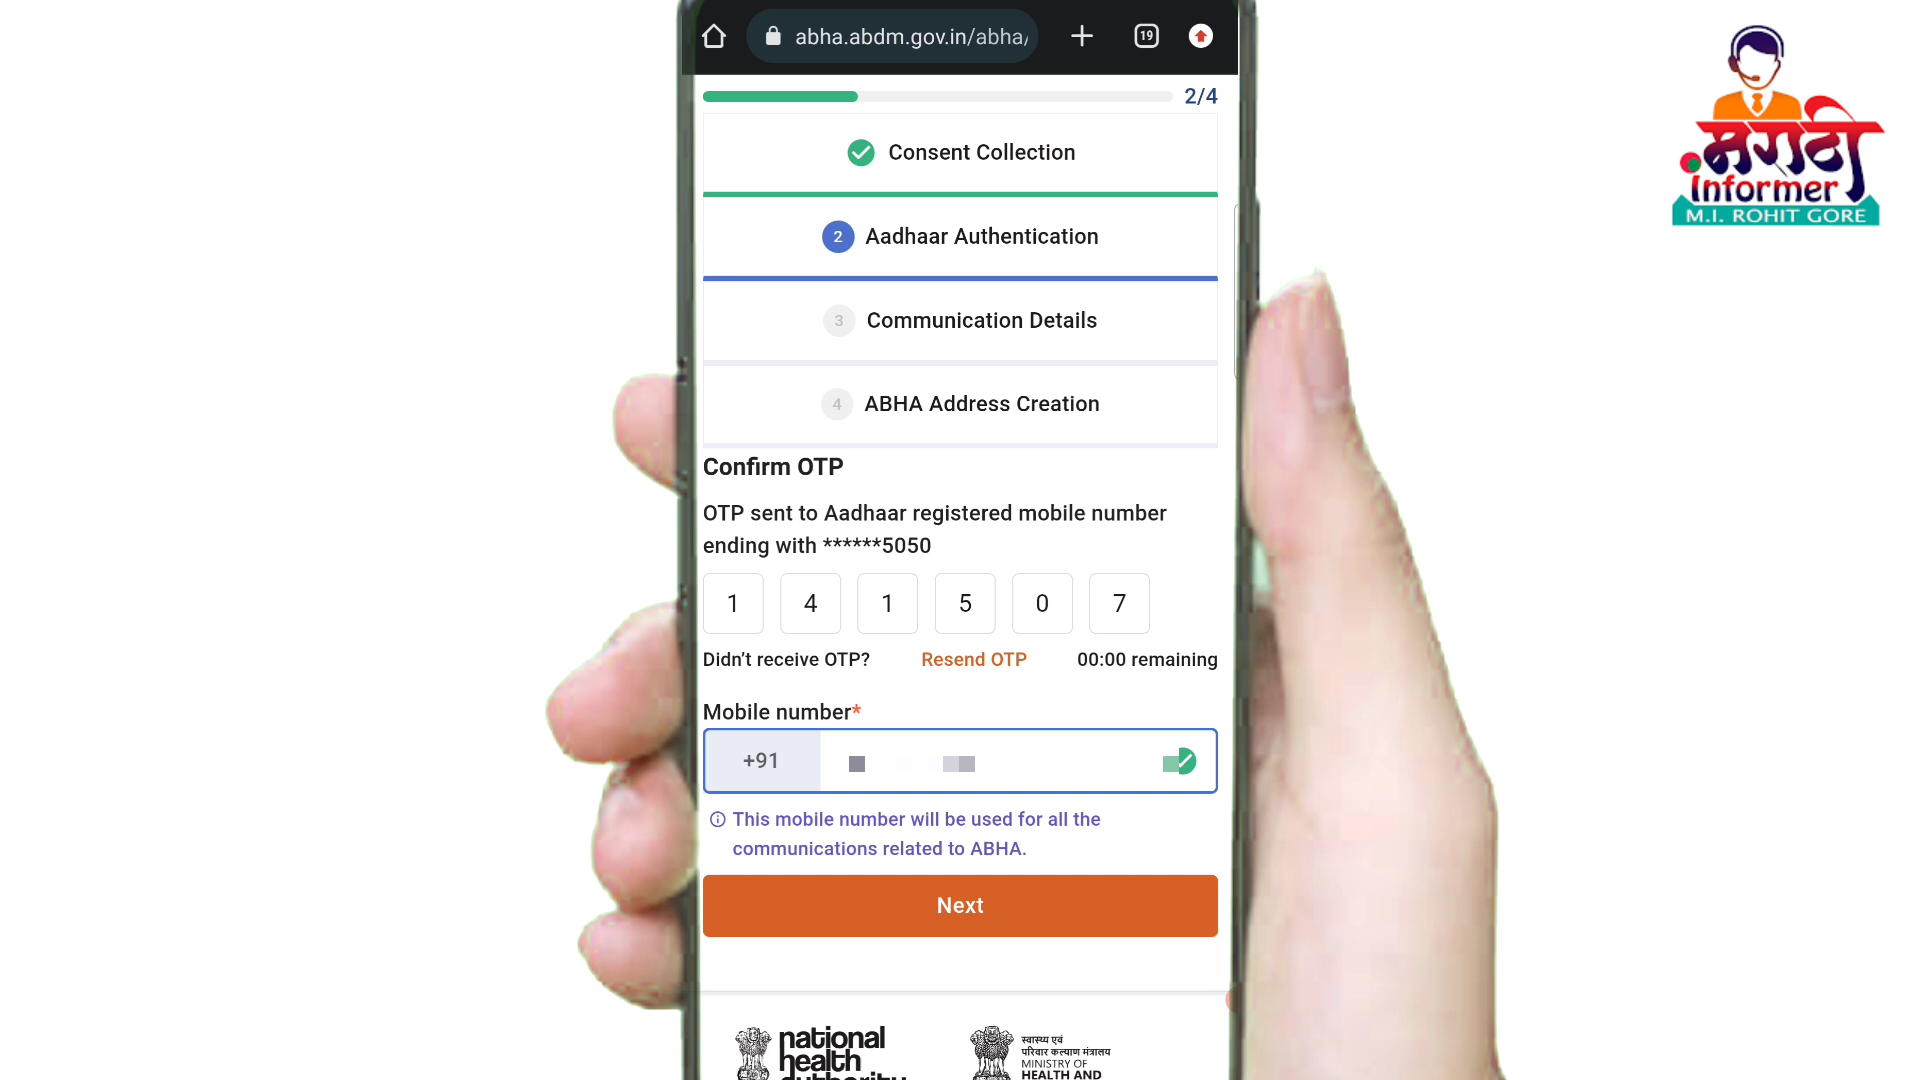 abha.abdm.gov.in/abha/
19
2/4
Consent Collection
2 Aadhaar Authentication
3 Communication Details
4 ABHA Address Creation
Confirm OTP
OTP sent to Aadhaar registered mobile number
ending with ******5050
1 4 1 5 0 7
Didn't receive OTP? Resend OTP 00:00 remaining
Mobile number*
+91
This mobile number will be used for all the
communications related to ABHA.
Next
national
health
authority
स्वास्थ्य एवं
परिवार कल्याण मंत्रालय
MINISTRY OF
HEALTH AND
मराठी
Informer
M.I. ROHIT GORE